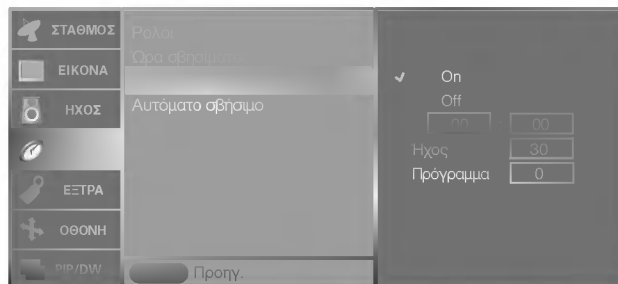 ΣΤΑΘΜΟΣ
ΕΙΚΟΝΑ
ΗΧΟΣ
ΕΞΤΡΑ
ΟΘΟΝΗ
PIP/DW
Ρολόι
Ώρα σβησίματος
Αυτόματο σβήσιμο
Προηγ.
On
Off
00 : 00
Ήχος 30
Πρόγραμμα 0